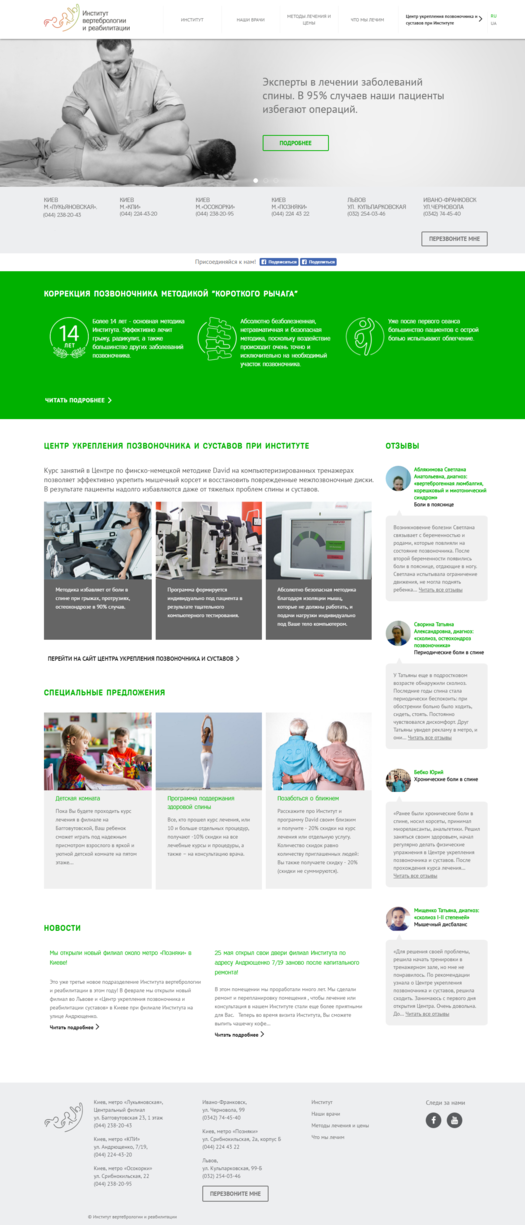 Институт
вертебрологии
и реабилитации
ИНСТИТУТ
НАШИ ВРАЧИ
МЕТОДЫ ЛЕЧЕНИЯ И
ЦЕНЫ
ЧТО МЫ ЛЕЧИМ
Центр укрепления позвоночника и
суставов при Институте
RU
UA
Эксперты в лечении заболеваний
спины. В 95% случаев наши пациенты
избегают операций.
ПОДРОБНЕЕ
КИЕВ
М.«ЛУКЬЯНОВСКАЯ».
(044) 238-20-43
КИЕВ
М.«КПИ»
(044) 224-43-20
КИЕВ
М.«ОСОКОРКИ»
(044) 238-20-95
КИЕВ
М.«ПОЗНЯКИ»
(044) 224 43 22
ЛЬВОВ
УЛ. КУЛЬПАРКОВСКАЯ
(032) 254-03-46
ИВАНО-ФРАНКОВСК
УЛ.ЧЕРНОВОЛА
(0342) 74-45-40
ПЕРЕЗВОНИТЕ МНЕ
Присоединяйся к нам!
Подписаться
Поделиться
КОРРЕКЦИЯ ПОЗВОНОЧНИКА МЕТОДИКОЙ "КОРОТКОГО РЫЧАГА"
14
ЛЕТ
Более 14 лет - основная методика
Института. Эффективно лечит
грыжу, радикулит, а также
большинство других заболеваний
позвоночника.
Абсолютно безболезненная,
нетравматичная и безопасная
методика, поскольку воздействие
происходит очень точно и
исключительно на необходимый
участок позвоночника.
Уже после первого сеанса
большинство пациентов с острой
болью испытывают облегчение.
ЧИТАТЬ ПОДРОБНЕЕ
ЦЕНТР УКРЕПЛЕНИЯ ПОЗВОНОЧНИКА И СУСТАВОВ ПРИ ИНСТИТУТЕ
Курс занятий в Центре по финско-немецкой методике David на компьютеризированных тренажерах
позволяет эффективно укрепить мышечный корсет и восстановить поврежденные межпозвоночные диски.
В результате пациенты надолго избавляются даже от тяжелых проблем спины и суставов.
Методика избавляет от боли в
спине при грыжах, протрузиях,
остеохондрозе в 90% случаев.
Программа формируется
индивидуально под пациента в
результате тщательного
компьютерного тестирования.
Абсолютно безопасная методика
благодаря изоляции мышц,
которые не должны работать, и
подачи нагрузки индивидуально
под Ваше тело компьютером.
ПЕРЕЙТИ НА САЙТ ЦЕНТРА УКРЕПЛЕНИЯ ПОЗВОНОЧНИКА И СУСТАВОВ
СПЕЦИАЛЬНЫЕ ПРЕДЛОЖЕНИЯ
Детская комната
Пока Вы будете проходить курс
лечения в филиале на
Багговутовской, Ваш ребенок
сможет играть под надежным
присмотром взрослого в яркой и
уютной детской комнате на пятом
этаже...
Программа поддержания
здоровой спины
Все, кто прошел курс лечения, или
10 и больше отдельных процедур,
получает -10% скидки на все
лечебные курсы и процедуры, а
также – на консультацию врача.
Позаботься о ближнем
Расскажите про Институт и
программу David своим близким
и получите - 20% скидки на курс
лечения или отдельную услугу.
Количество скидок равно
количеству приглашенных людей:
Вы также получаете скидку - 20%
(скидки не суммируются).
НОВОСТИ
Мы открыли новый филиал около метро «Позняки» в
Киеве!
Это уже третье новое подразделение Института вертебрологии
и реабилитации в этом году! В феврале мы открыли новый
филиал во Львове и «Центр укрепления позвоночника и
реабилитации суставов» в Киеве при филиале Института на
улице Андрющенко.
Читать подробнее
25 мая открыл свои двери филиал Института по
адресу Андрющенко 7/19 заново после капитального
ремонта!
В этом помещении мы проработали много лет. Мы сделали
ремонт и перепланировку помещения , чтобы лечение или
консультация в нашем Институте стали еще более приятными
для Вас. Теперь во время визита Института, Вы сможете
выпить чашечку кофе...
Читать подробнее
ОТЗЫВЫ
Аблякимова Светлана
Анатольевна, диагноз:
«вертеброгенная люмбалгия,
корешковый и миотонический
синдром»
Боли в пояснице
Возникновение болезни Светлана
связывает с беременностью и
родами, которые повлияли на
состояние позвоночника. После
второй беременности появились
боли в пояснице, отдающие в ногу.
Светлана испытывала ограничение
движения, не могла поднять
ребенка... Читать все отзывы
Сворина Татьяна
Александровна, диагноз:
«сколиоз, остеохондроз
позвоночника»
Периодические боли в спине
У Татьяны еще в подростковом
возрасте обнаружили сколиоз.
Последние годы спина стала
периодически беспокоить: при
обострении больно было ходить,
сидеть, стоять. Постоянно
чувствовался дискомфорт. Друг
Татьяны увидел рекламу в метро, и
они... Читать все отзывы
Бабко Юрий
Хронические боли в спине
«Ранее были хронические боли в
спине, носил корсеты, принимал
миорелаксанты, анальгетики. Решил
заняться своим здоровьем, начал
регулярно делать физические
упражнения в Центре укрепления
позвоночника и суставов. После
прохождения курса лечения...
Читать все отзывы
Мищенко Татьяна, диагноз:
«сколиоз I-II степеней»
Мышечный дисбаланс
«Для решения своей проблемы,
решила начать тренировки в
тренажерном зале, но мне не
понравилось. По рекомендации
узнала о Центре укрепления
позвоночника и суставов, решила
сходить. Занимаюсь с первого дня
открытия Центра. Очень довольна.
До... Читать все отзывы
Киев, метро «Лукьяновская»,
Центральный филиал
ул. Багговутовская 23, 1 этаж
(044) 238-20-43
Киев, метро «КПИ»
ул. Андрющенко, 7/19,
(044) 224-43-20
Киев, метро «Осокорки»
ул. Срибнокильская, 22
(044) 238-20-95
Ивано-Франковск,
ул. Черновола, 99
(0342) 74-45-40
Киев, метро «Позняки»
ул. Срибнокильская, 2а, корпус Б
(044) 224 43 22
Львов,
ул. Кульпарковская, 99-Б
(032) 254-03-46
ПЕРЕЗВОНИТЕ МНЕ
Институт
Наши врачи
Методы лечения и цены
Что мы лечим
Следи за нами
© Институт вертебрологии и реабилитации